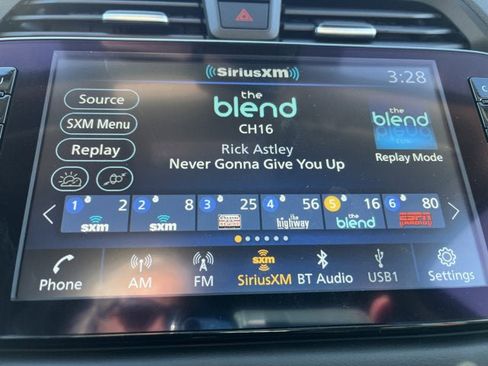 SiriusXM
3:28
Source
SXM Menu
Replay
the
blend
CH16
Rick Astley
Never Gonna Give You Up
the
blend
Replay Mode
1 2
sxm
2 8
sxm
3 25
4 56
the
highway
5 16
the
blend
6 80
ESPN
Phone
AM
FM
sxm
SiriusXM
BT Audio
USB1
Settings